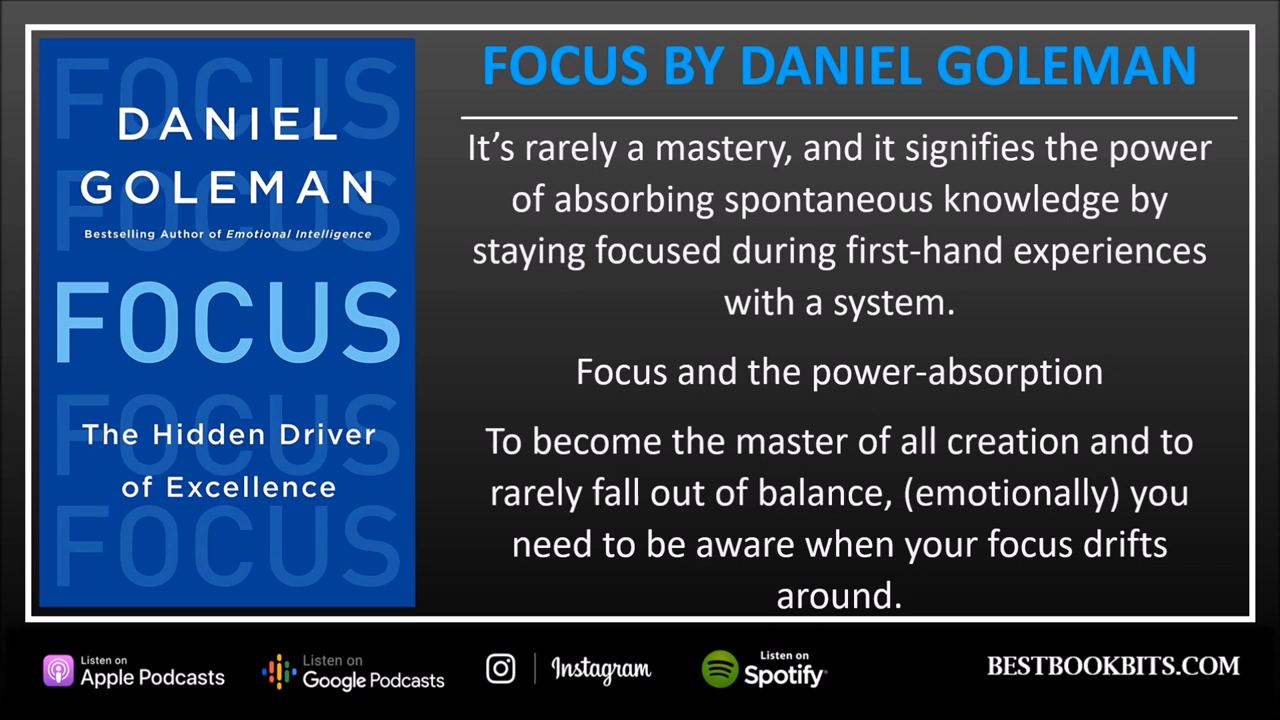 FOCUS
DANIEL
FOCUS
GOLEMAN
Bestselling Author of Emotional Intelligence
FOCUS
FOCUS
The Hidden Driver
of Excellence
FOCUS
FOCUS BY DANIEL GOLEMAN
It’s rarely a mastery, and it signifies the power
of absorbing spontaneous knowledge by
staying focused during first-hand experiences
with a system.
Focus and the power-absorption
To become the master of all creation and to
rarely fall out of balance, (emotionally) you
need to be aware when your focus drifts
around.
Listen on
Apple Podcasts
Listen on
Google Podcasts
Instagram
Listen on
Spotify
BESTBOOKBITS.COM